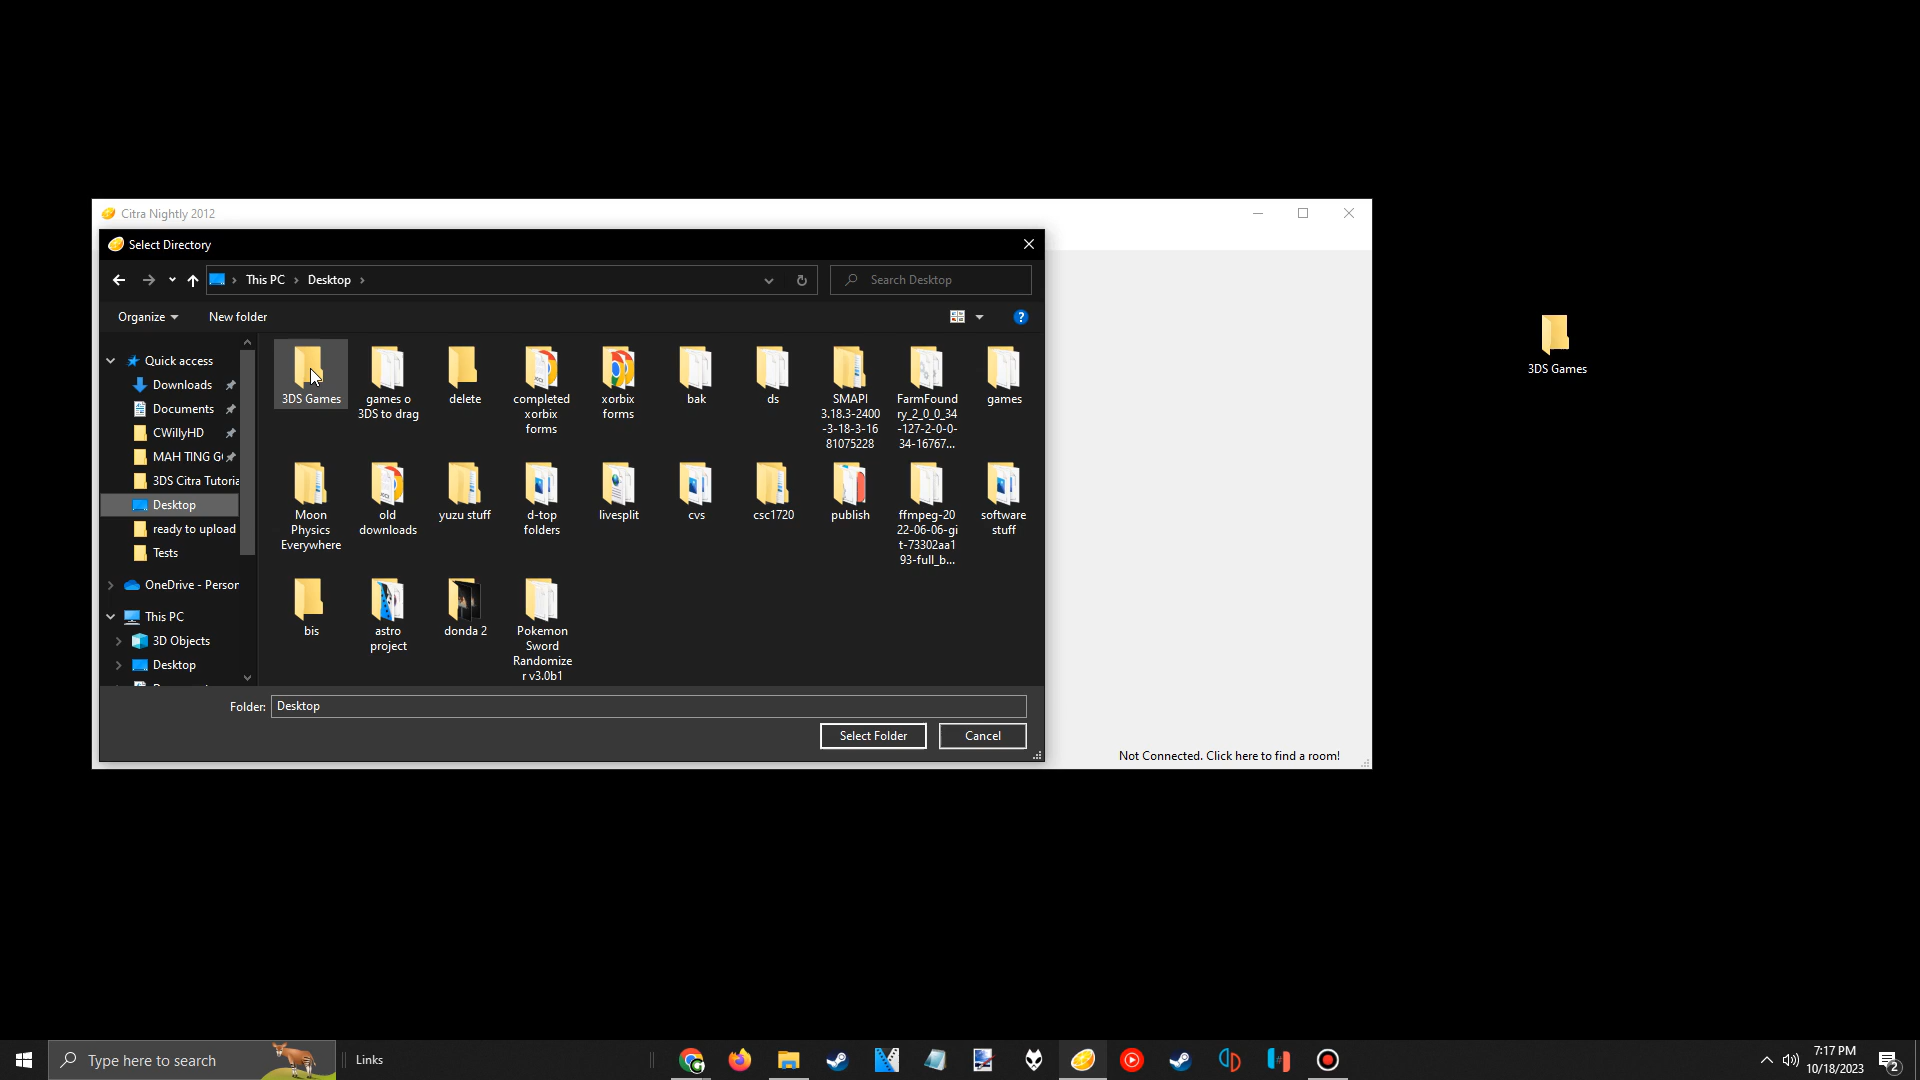 Citra Nightly 2012
Select Directory
This PC
Desktop
Search Desktop
Organize
New folder
Quick access
Downloads
Documents
CWillyHD
MAH TING G
3DS Citra Tutoria
Desktop
ready to upload
Tests
OneDrive - Person
This PC
3D Objects
Desktop
3DS Games
games o
3DS to drag
delete
completed
xorbix
forms
xorbix
forms
bak
ds
SMAPI
3.18.3-2400
-3-18-3-16
81075228
FarmFound
ry_2_0_0_34
-127-2-0-0-
34-16767...
games
Moon
Physics
Everywhere
old
downloads
yuzu stuff
d-top
folders
livesplit
cvs
csc1720
publish
ffmpeg-20
22-06-06-gi
t-73302aa1
93-full_b...
software
stuff
bis
astro
project
donda 2
Pokemon
Sword
Randomize
r v3.0b1
Folder:
Desktop
Select Folder
Cancel
Not Connected. Click here to find a room!
3DS Games
Type here to search
Links
7:17 PM
10/18/2023
2